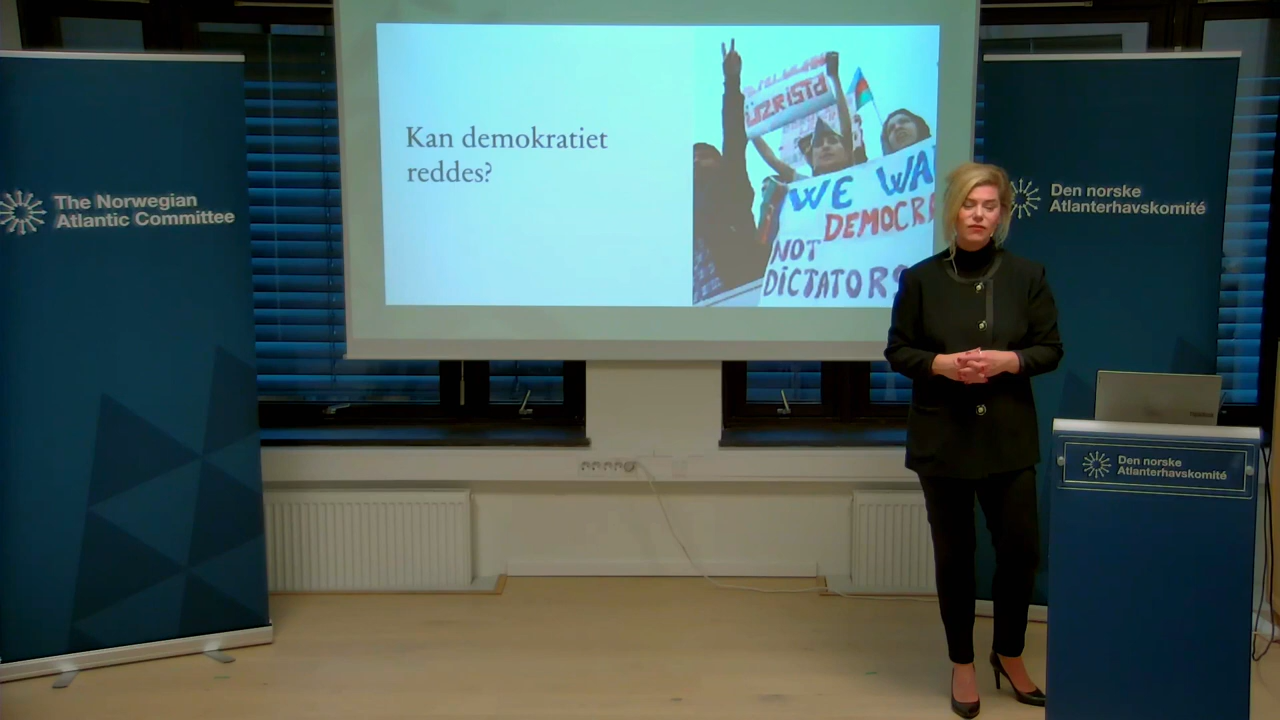 The Norwegian
Atlantic Committee
Kan demokratiet
reddes?
WE WA
DEMOCRA
NOT
DICTATORS
Den norske
Atlanterhavskomité
Den norske
Atlanterhavskomité